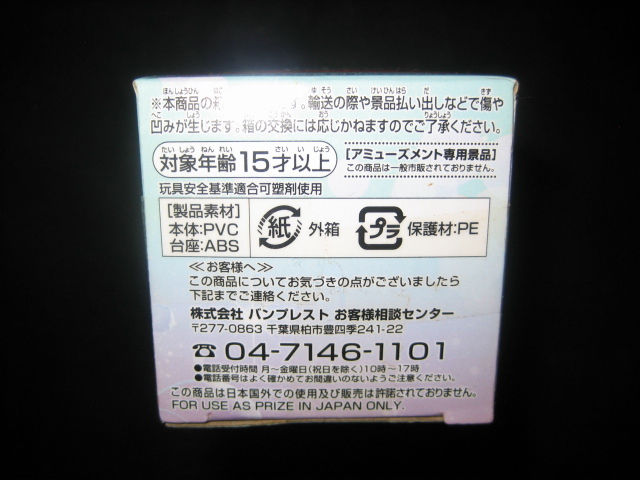 ※本商品の 輸送の際や景品払い出しなどで傷や
凹みが生じます。箱の交換には応じかねますのでご了承ください。
対象年齢15才以上
[アミューズメント専用景品]
この商品は一般市販されておりません。
玩具安全基準適合可塑剤使用
[製品素材]
本体:PVC
台座:ABS
紙 外箱
プラ 保護材:PE
≪お客様へ≫
この商品についてお気づきの点がございましたら
下記までご連絡ください。
株式会社 バンプレスト お客様相談センター
〒277-0863 千葉県柏市豊四季241-22
☎04-7146-1101
●電話受付時間 月〜金曜日(祝日を除く)10時〜17時
●電話番号はよく確かめてお間違いのないようご注意ください。
この商品は日本国外での使用及び販売は許諾されておりません。
FOR USE AS PRIZE IN JAPAN ONLY.